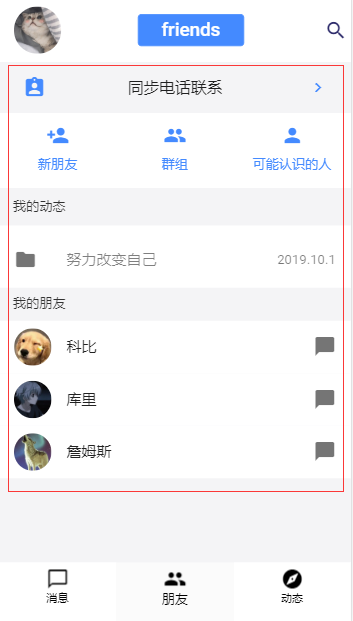 friends
同步电话联系
新朋友 群组 可能认识的人
我的动态
努力改变自己 2019.10.1
我的朋友
科比
库里
詹姆斯
消息 朋友 动态